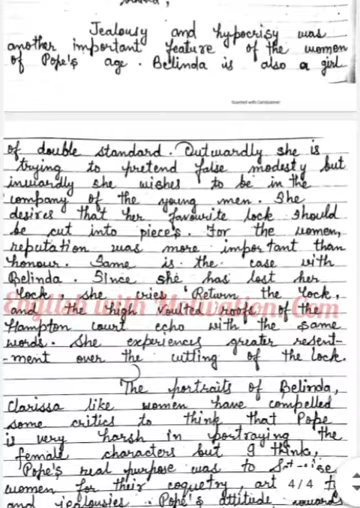 Jealousy and hypocrisy was
another important feature of the women
of Pope's age. Belinda is also a girl
Scanned with CamScanner
of double standard. Outwardly she is
trying to pretend false modesty but
inwardly she wishes to be in the
company of the young men. She
desires that her favourite lock should
be cut into pieces. For the women,
reputation was more important than
honour. Same is the case with
Belinda. Since she has lost her
lock, she cries 'Return the lock,
and the high vaulted roofs of the
Hampton court echo with the same
words. She experiences greater resent-
-ment over the cutting of the lock.
The portraits of Belinda,
Clarissa like women have compelled
some critics to think that Pope
is very harsh in portraying the
female characters but I think,
Pope's real purpose was to
women for their coquetry, art
4/4
and jealousies. Pope's attitude towards
English with Motivation.Com